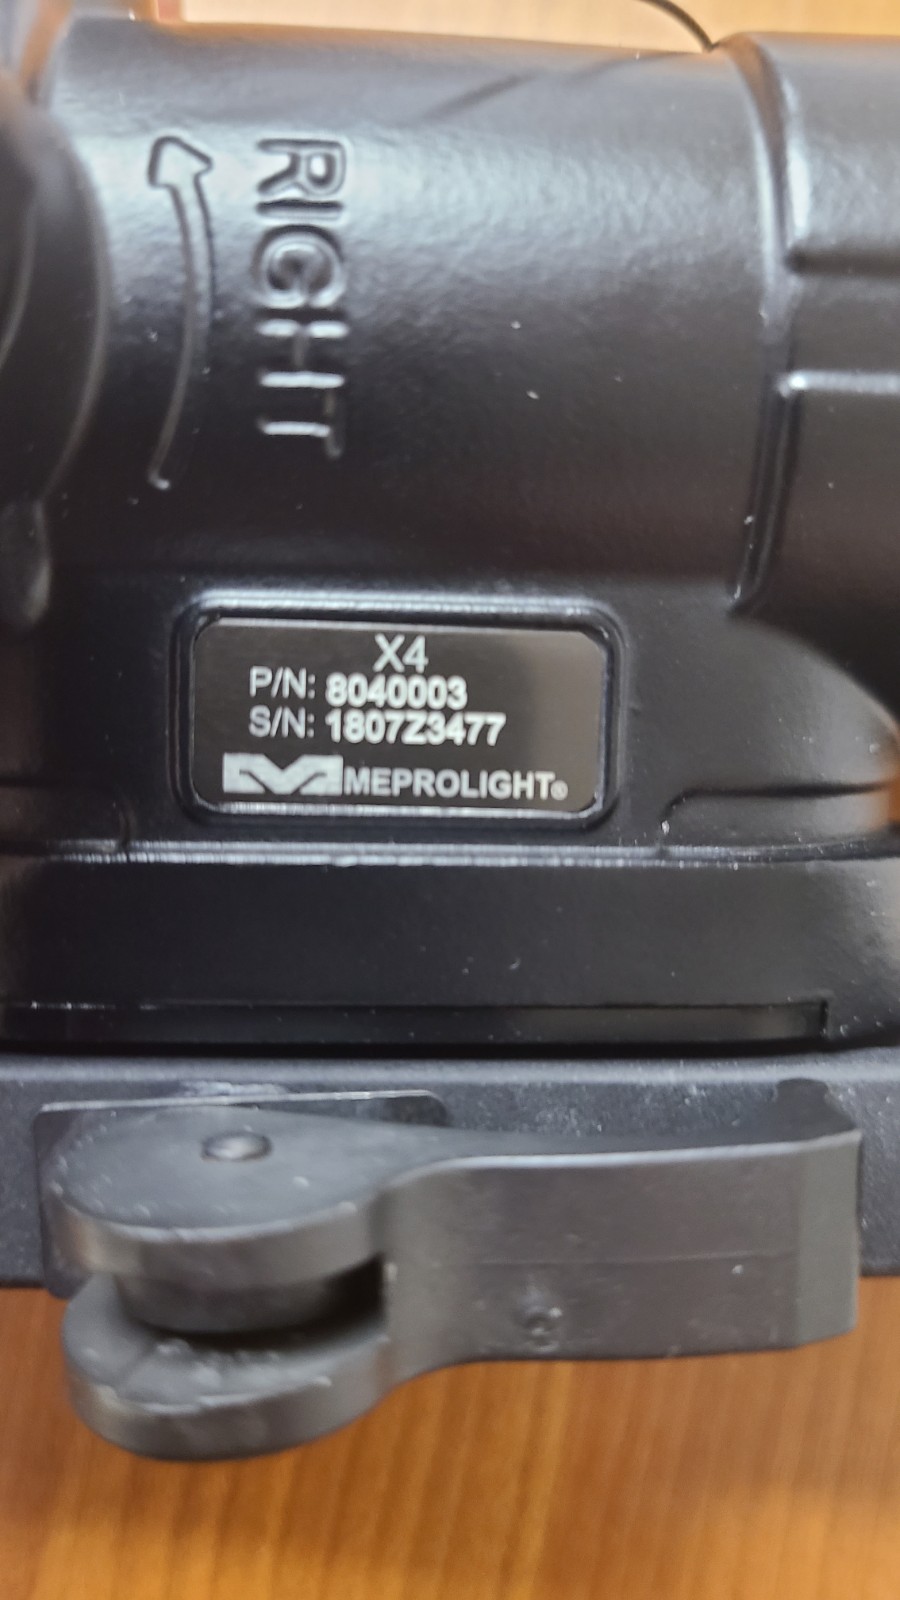 RIGHT
X4
P/N: 8040003
S/N: 1807Z3477
MEPROLIGHT®